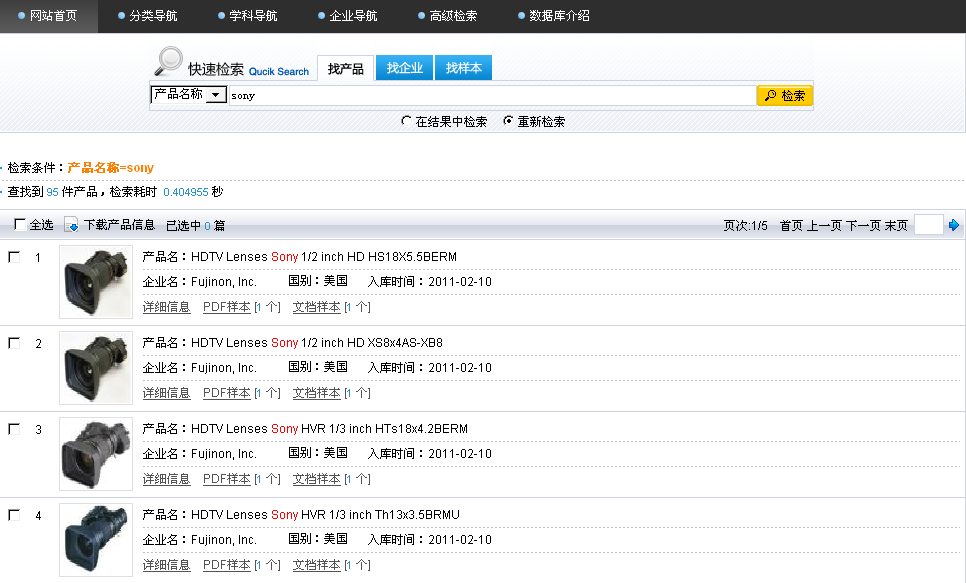 网站首页 分类导航 学科导航 企业导航 高级检索 数据库介绍
快速检索 Qucik Search 找产品 找企业 找样本
产品名称 sony 检索
在结果中检索 重新检索
检索条件：产品名称=sony
查找到 95 件产品，检索耗时 0.404955 秒
全选 下载产品信息 已选中 0 篇 页次:1/5 首页 上一页 下一页 末页
1 产品名：HDTV Lenses Sony 1/2 inch HD HS18X5.5BERM
企业名：Fujinon, Inc. 国别：美国 入库时间：2011-02-10
详细信息 PDF样本 [1 个] 文档样本 [1 个]
2 产品名：HDTV Lenses Sony 1/2 inch HD XS8x4AS-XB8
企业名：Fujinon, Inc. 国别：美国 入库时间：2011-02-10
详细信息 PDF样本 [1 个] 文档样本 [1 个]
3 产品名：HDTV Lenses Sony HVR 1/3 inch HTs18x4.2BERM
企业名：Fujinon, Inc. 国别：美国 入库时间：2011-02-10
详细信息 PDF样本 [1 个] 文档样本 [1 个]
4 产品名：HDTV Lenses Sony HVR 1/3 inch Th13x3.5BRMU
企业名：Fujinon, Inc. 国别：美国 入库时间：2011-02-10
详细信息 PDF样本 [1 个] 文档样本 [1 个]